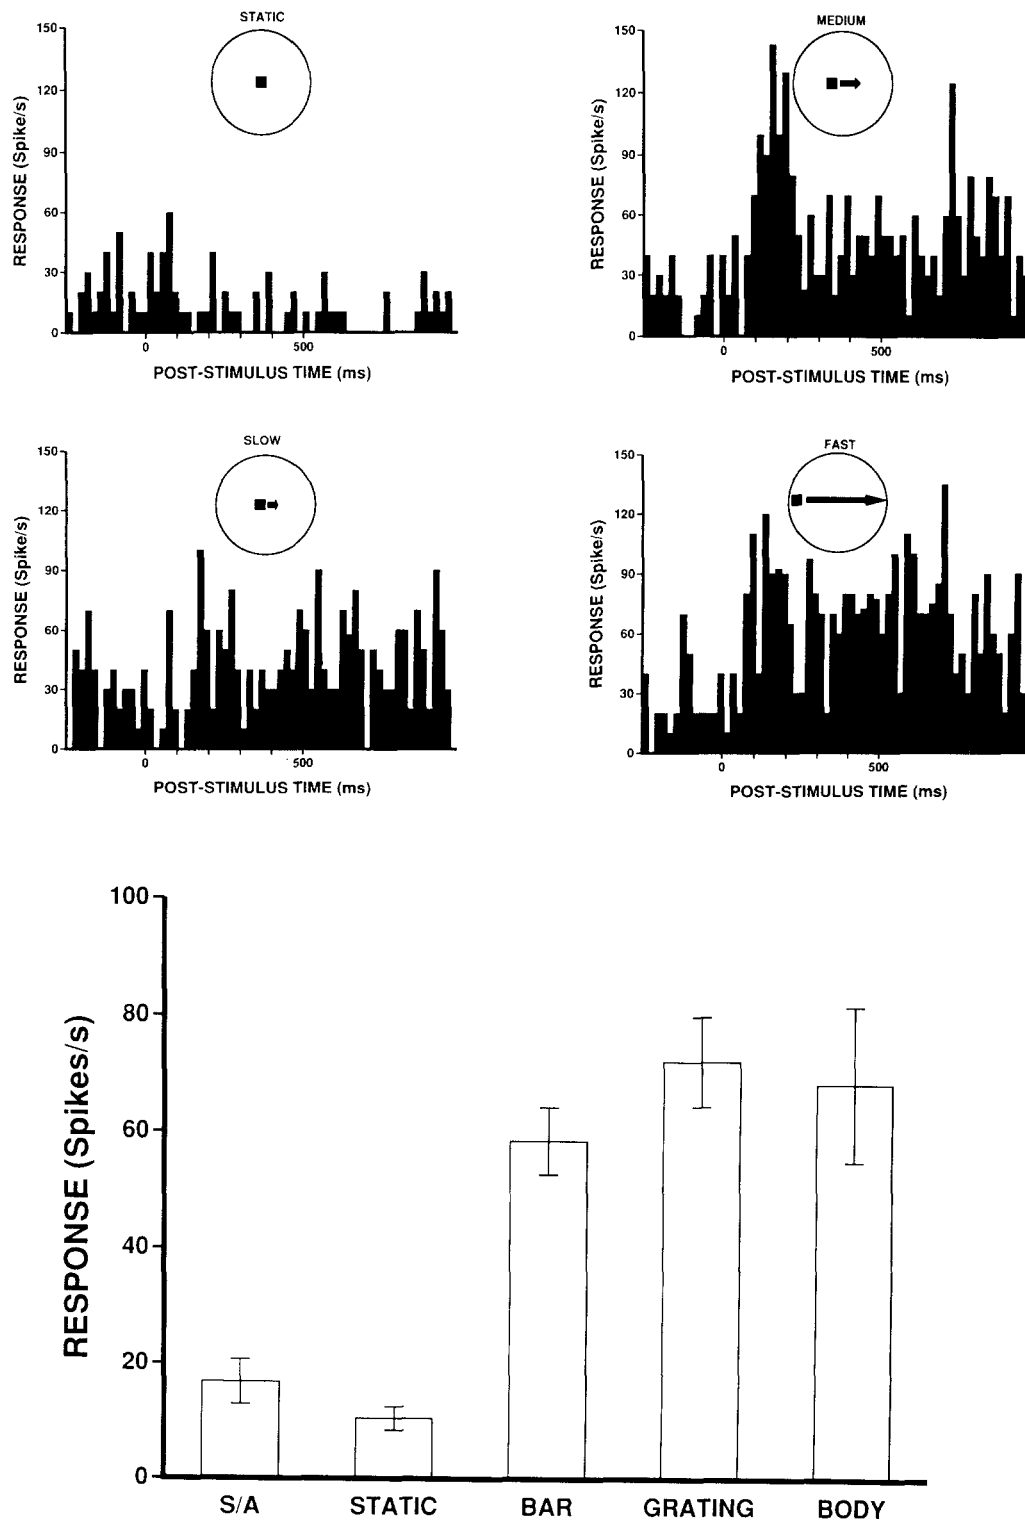 STATIC
150
120
90
60
30
0
RESPONSE (Spike/s)
0
500
POST-STIMULUS TIME (ms)
MEDIUM
150
120
90
60
30
0
RESPONSE (Spike/s)
0
500
POST-STIMULUS TIME (ms)
SLOW
150
120
90
60
30
0
RESPONSE (Spike/s)
0
500
POST-STIMULUS TIME (ms)
FAST
150
120
90
60
30
0
RESPONSE (Spike/s)
0
500
POST-STIMULUS TIME (ms)
100
80
60
40
20
0
RESPONSE (Spikes/s)
S/A
STATIC
BAR
GRATING
BODY